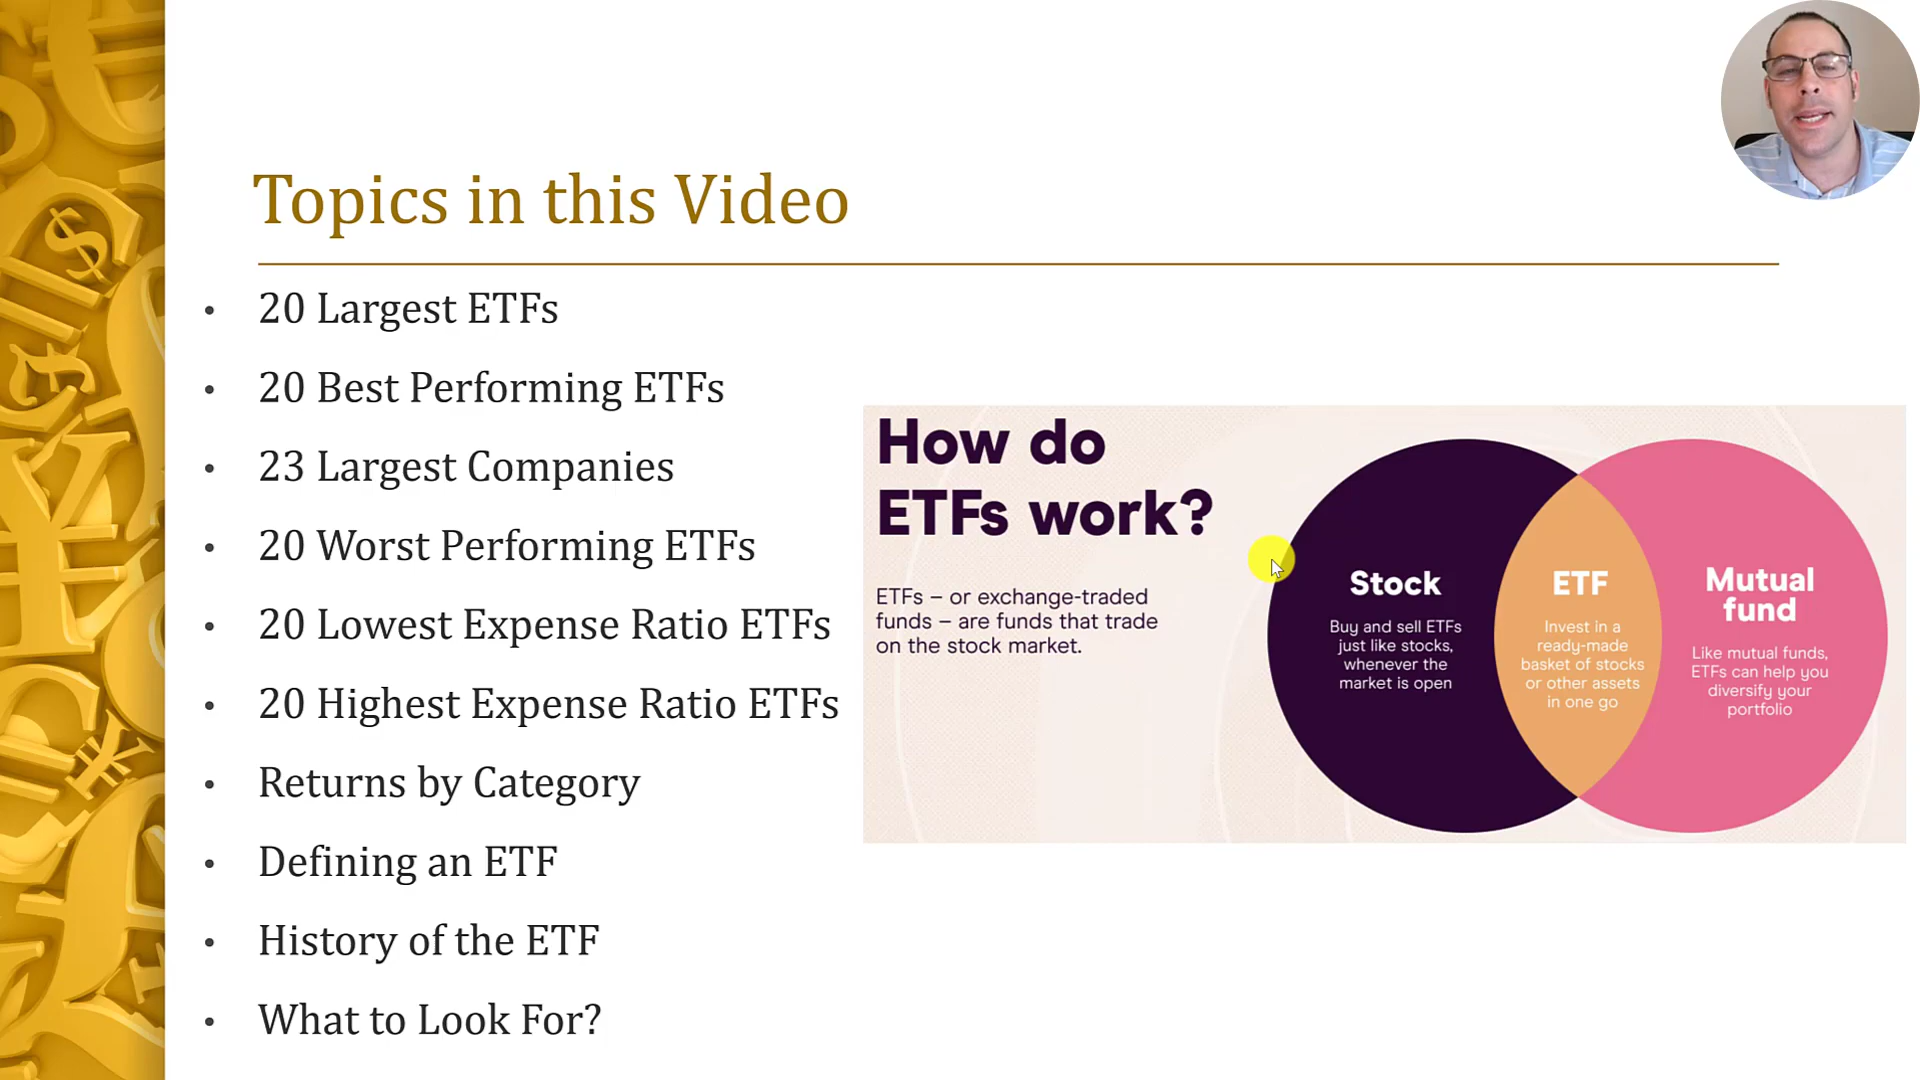 Topics in this Video
• 20 Largest ETFs
• 20 Best Performing ETFs
• 23 Largest Companies
• 20 Worst Performing ETFs
• 20 Lowest Expense Ratio ETFs
• 20 Highest Expense Ratio ETFs
• Returns by Category
• Defining an ETF
• History of the ETF
• What to Look For?
How do
ETFs work?
ETFs – or exchange-traded
funds – are funds that trade
on the stock market.
Stock
Buy and sell ETFs
just like stocks,
whenever the
market is open
ETF
Invest in a
ready-made
basket of stocks
or other assets
in one go
Mutual
fund
Like mutual funds,
ETFs can help you
diversify your
portfolio